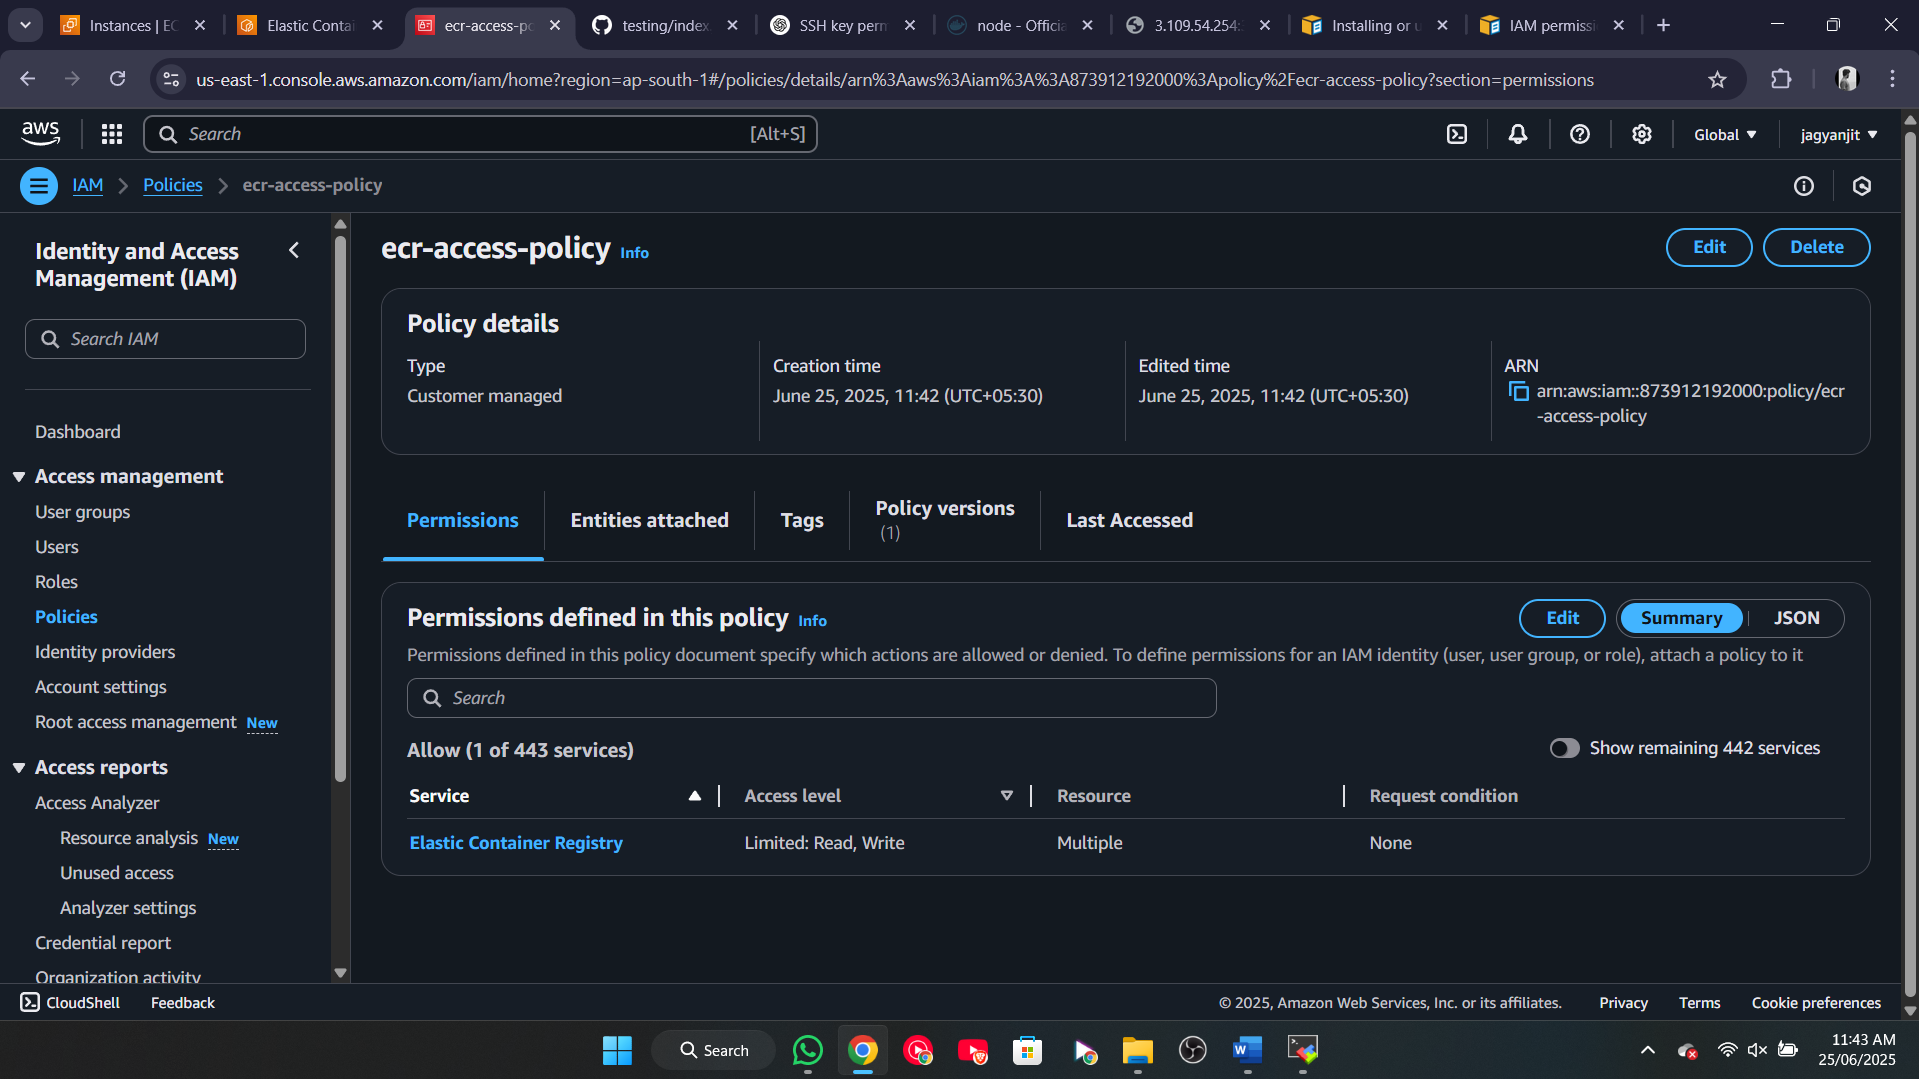 Instances | EC
Elastic Contai
ecr-access-po
testing/index.
SSH key perm
node - Officia
3.109.54.254:
Installing or u
IAM permissi
us-east-1.console.aws.amazon.com/iam/home?region=ap-south-1#/policies/details/arn%3Aaws%3Aiam%3A%3A873912192000%3Apolicy%2Fecr-access-policy?section=permissions
aws
Search
[Alt+S]
Global
jagyanjit
IAM
Policies
ecr-access-policy
Identity and Access
Management (IAM)
Search IAM
Dashboard
Access management
User groups
Users
Roles
Policies
Identity providers
Account settings
Root access management New
Access reports
Access Analyzer
Resource analysis New
Unused access
Analyzer settings
Credential report
Organization activity
ecr-access-policy Info
Edit
Delete
Policy details
Type
Customer managed
Creation time
June 25, 2025, 11:42 (UTC+05:30)
Edited time
June 25, 2025, 11:42 (UTC+05:30)
ARN
arn:aws:iam::873912192000:policy/ecr
-access-policy
Permissions
Entities attached
Tags
Policy versions
(1)
Last Accessed
Permissions defined in this policy Info
Edit
Summary
JSON
Permissions defined in this policy document specify which actions are allowed or denied. To define permissions for an IAM identity (user, user group, or role), attach a policy to it
Search
Allow (1 of 443 services)
Show remaining 442 services
Service
Access level
Resource
Request condition
Elastic Container Registry
Limited: Read, Write
Multiple
None
CloudShell
Feedback
© 2025, Amazon Web Services, Inc. or its affiliates.
Privacy
Terms
Cookie preferences
Search
11:43 AM
25/06/2025